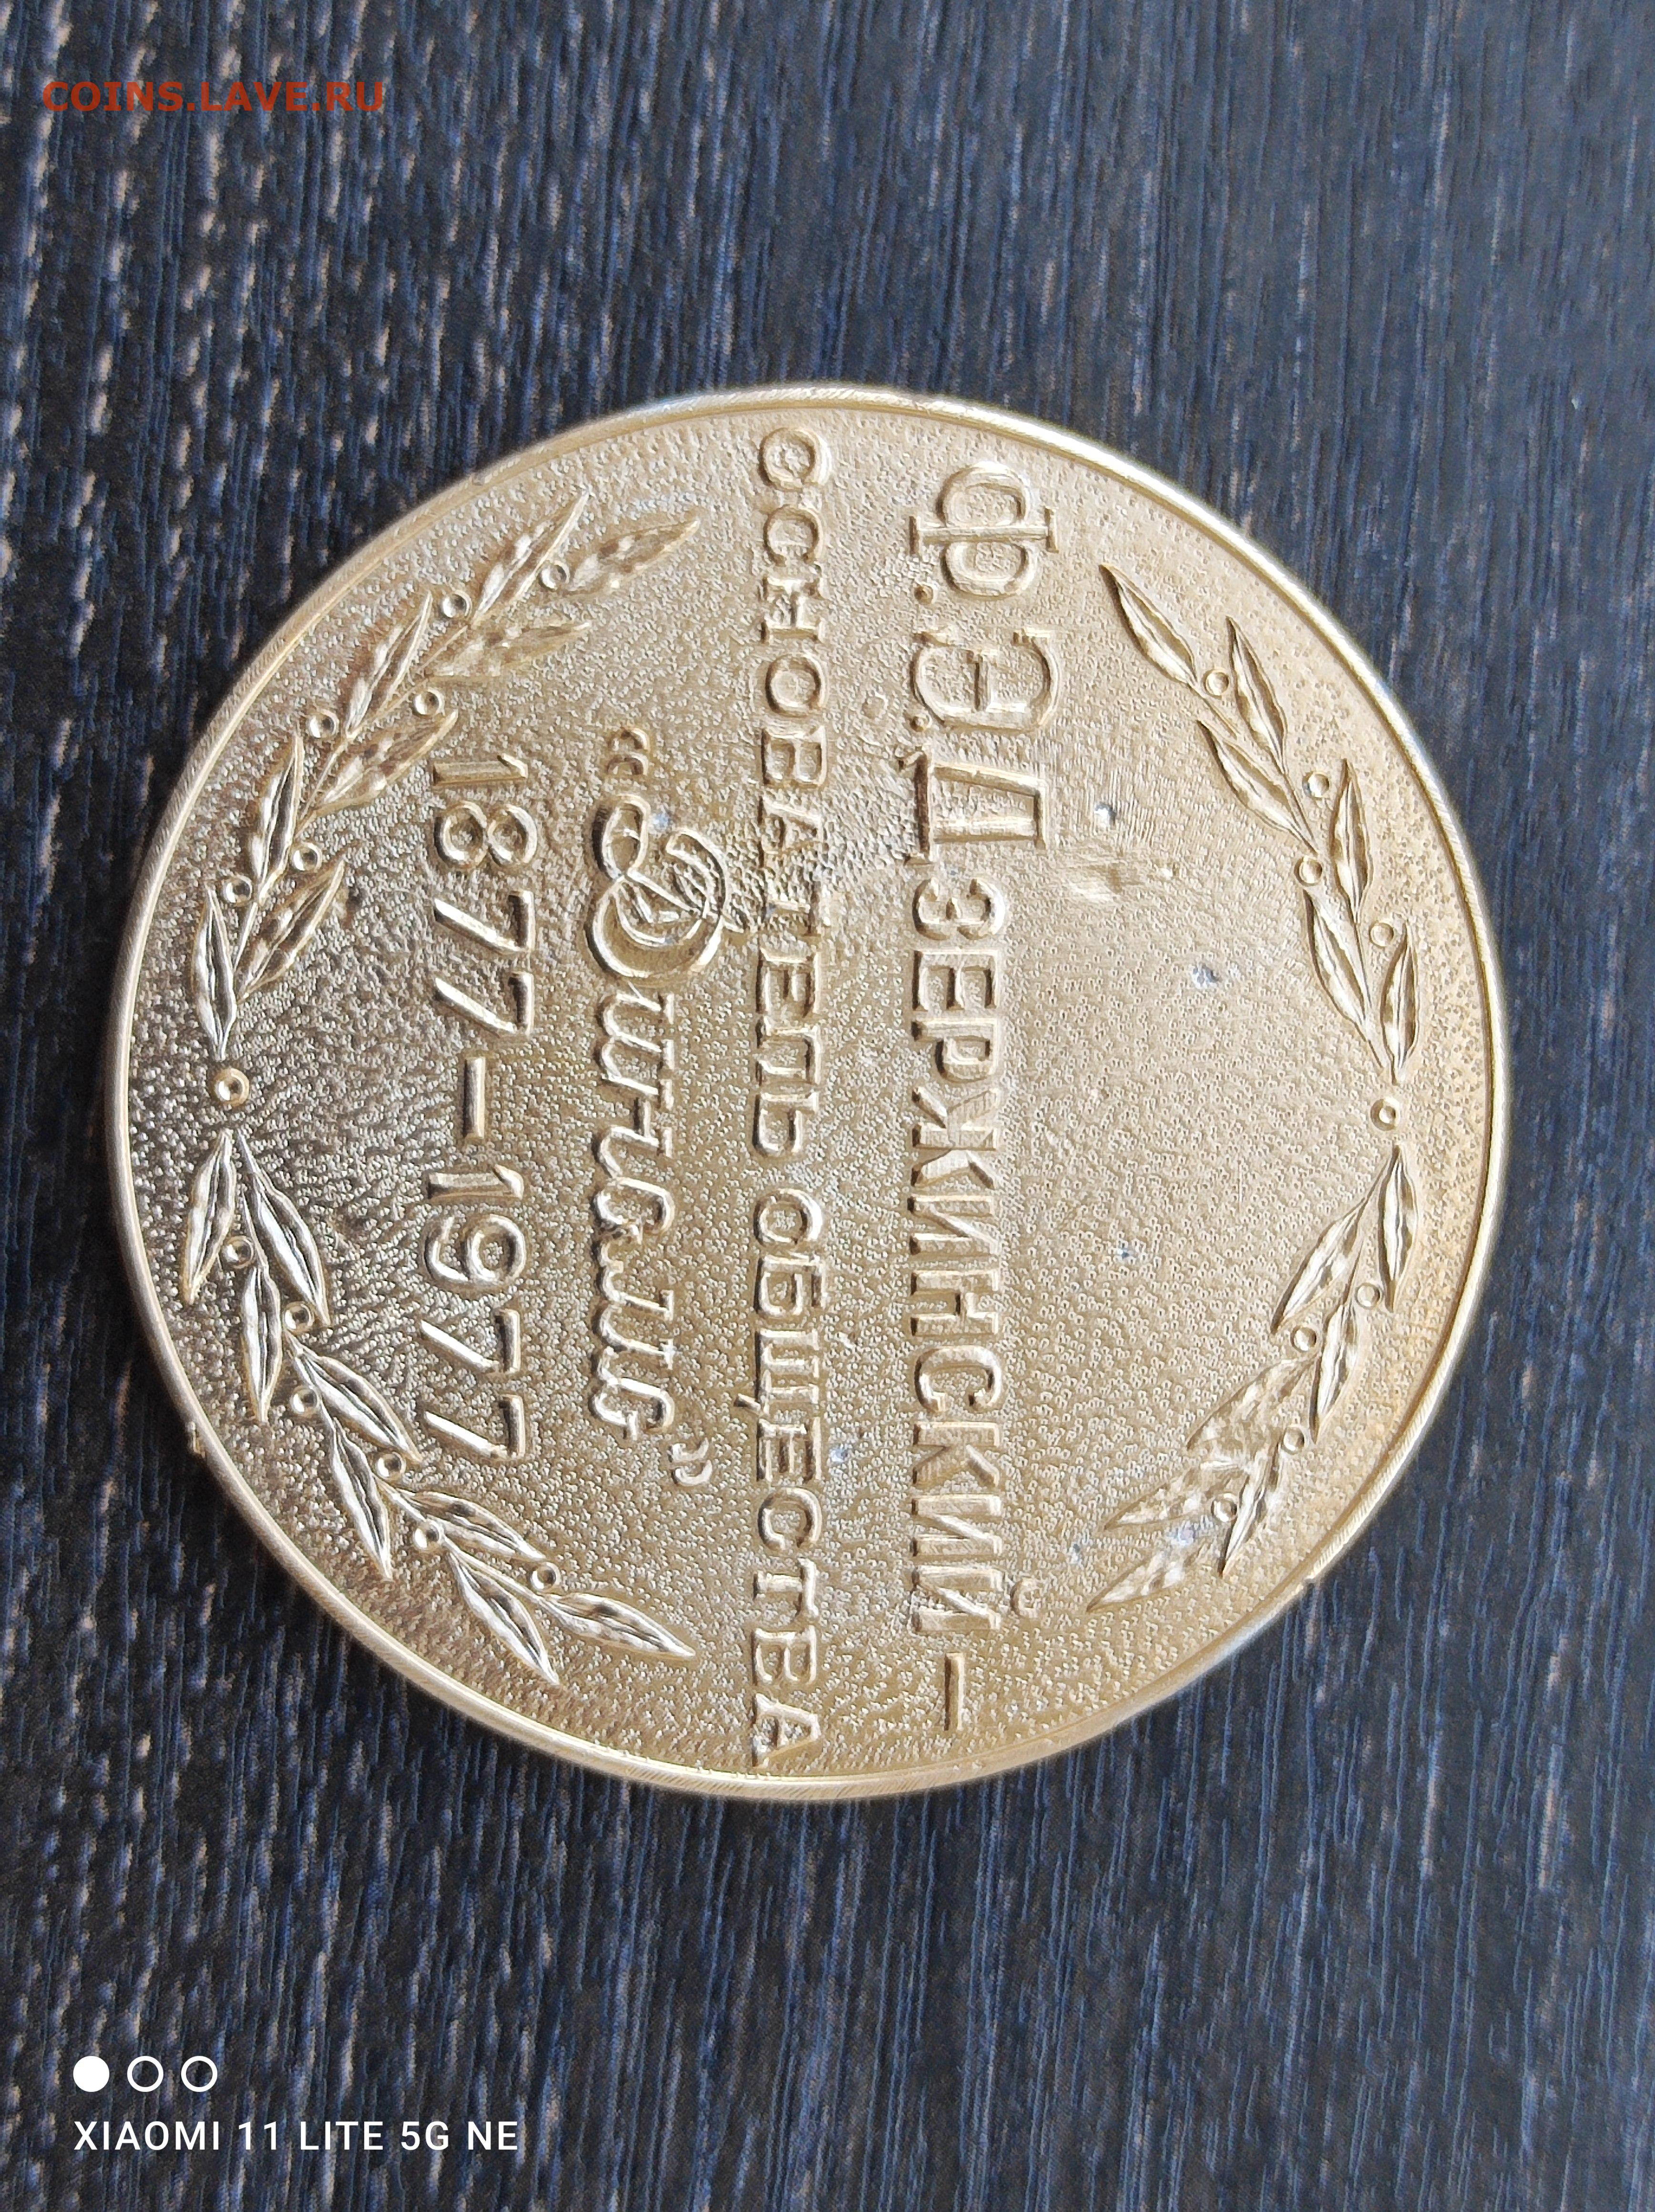 COINS.LAVE.RU
Ф.Э.ДЗЕРЖИНСКИЙ –
ОСНОВАТЕЛЬ ОБЩЕСТВА
„Динамо”
1877 – 1977
XIAOMI 11 LITE 5G NE